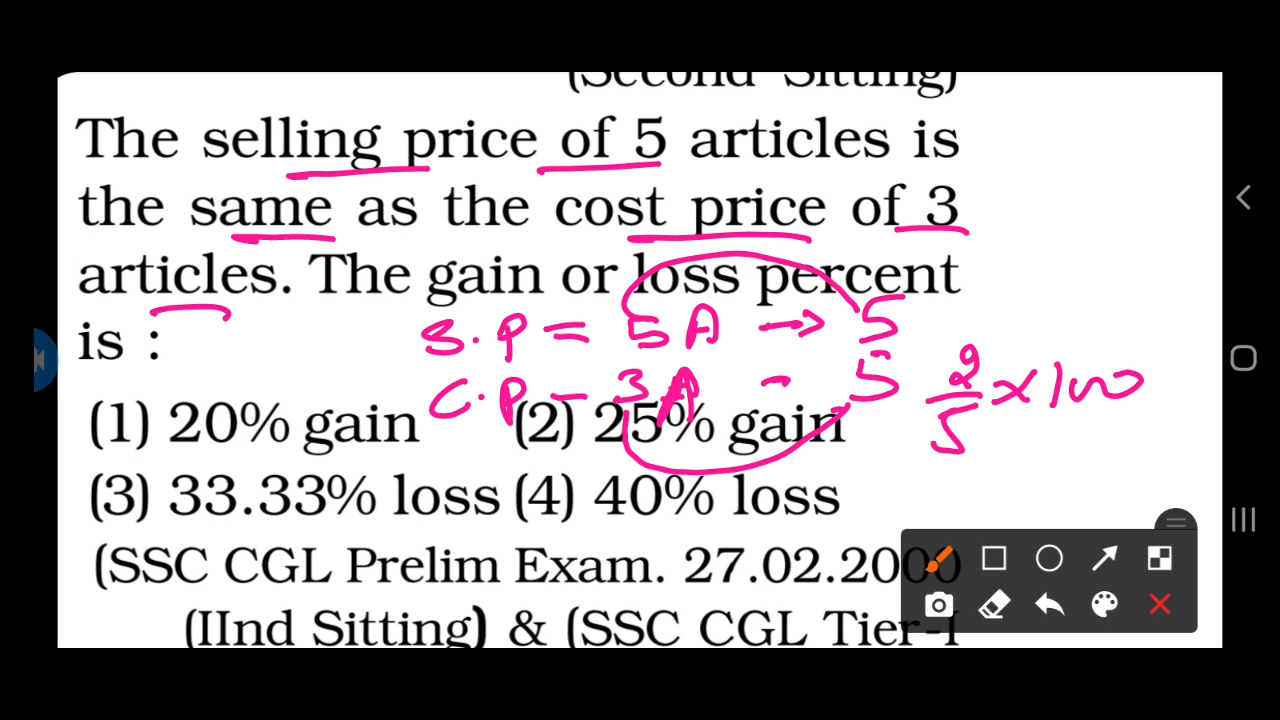 (Second Sitting)
The selling price of 5 articles is
the same as the cost price of 3
articles. The gain or loss percent
is :
S.P = 5A → 5
C.P - 3A - 5 2/5 × 100
(1) 20% gain (2) 25% gain
(3) 33.33% loss (4) 40% loss
(SSC CGL Prelim Exam. 27.02.2000
(IInd Sitting) & (SSC CGL Tier-I